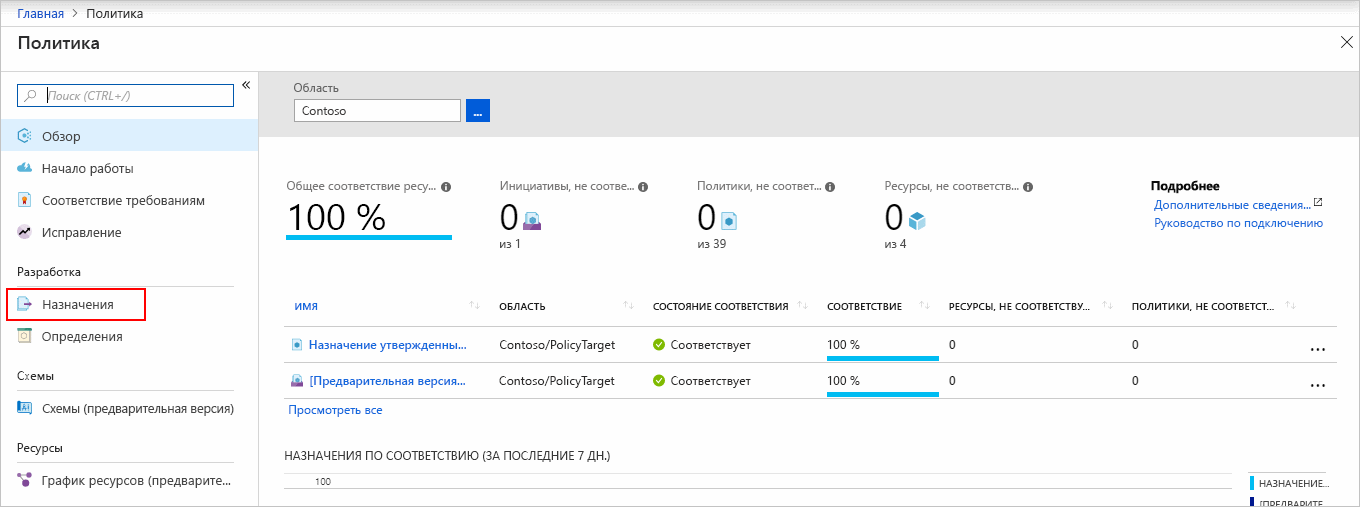 Главная > Политика
Политика
Поиск (CTRL+/)
Обзор
Начало работы
Соответствие требованиям
Исправление
Разработка
Назначения
Определения
Схемы
Схемы (предварительная версия)
Ресурсы
График ресурсов (предварите...
Область
Contoso
...
Общее соответствие ресу...
100 %
Инициативы, не соотве...
0
из 1
Политики, не соответ...
0
из 39
Ресурсы, не соответств...
0
из 4
Подробнее
Дополнительные сведения...
Руководство по подключению
ИМЯ ОБЛАСТЬ СОСТОЯНИЕ СООТВЕТСТВИЯ СООТВЕТСТВИЕ РЕСУРСЫ, НЕ СООТВЕТСТВУ... ПОЛИТИКИ, НЕ СООТВЕТСТ...
Назначение утвержденны... Contoso/PolicyTarget Соответствует 100 % 0 0 ...
[Предварительная версия... Contoso/PolicyTarget Соответствует 100 % 0 0 ...
Просмотреть все
НАЗНАЧЕНИЯ ПО СООТВЕТСТВИЮ (ЗА ПОСЛЕДНИЕ 7 ДН.)
100
НАЗНАЧЕНИЕ...
[ПРЕДВАРИТЕ...